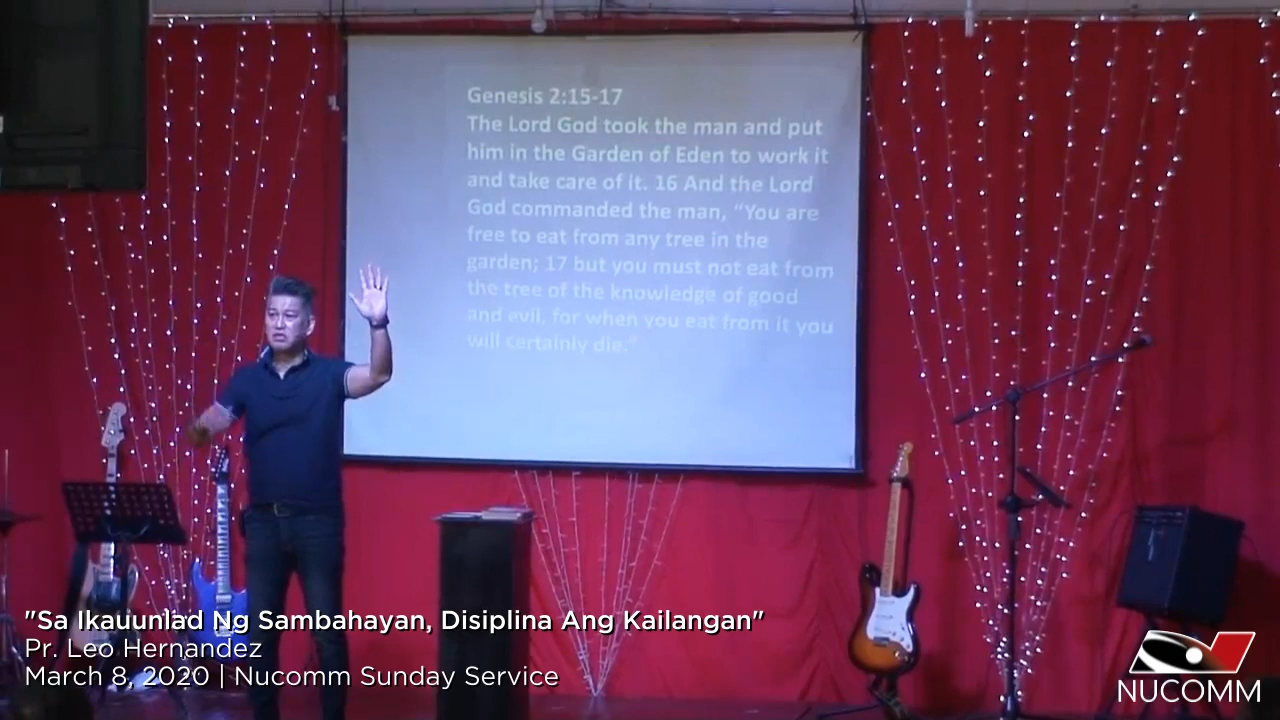 Genesis 2:15-17
The Lord God took the man and put
him in the Garden of Eden to work it
and take care of it. 16 And the Lord
God commanded the man, “You are
free to eat from any tree in the
garden; 17 but you must not eat from
the tree of the knowledge of good
and evil, for when you eat from it you
will certainly die.”
"Sa Ikauunlad Ng Sambahayan, Disiplina Ang Kailangan"
Pr. Leo Hernandez
March 8, 2020 | Nucomm Sunday Service
NUCOMM